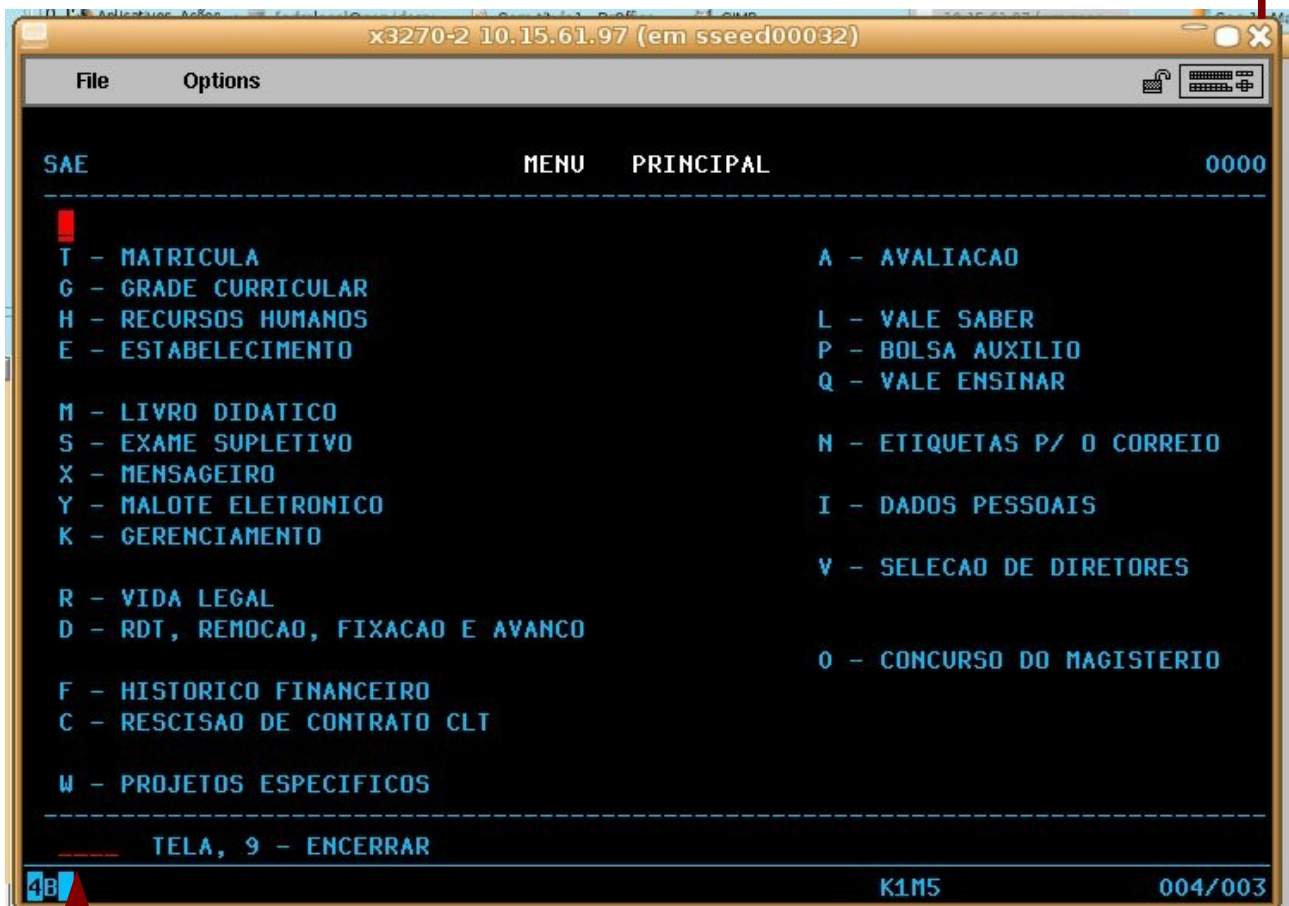 x3270-2 10.15.61.97 (em sseed00032)
File Options
SAE MENU PRINCIPAL 0000
T - MATRICULA A - AVALIACAO
G - GRADE CURRICULAR
H - RECURSOS HUMANOS L - VALE SABER
E - ESTABELECIMENTO P - BOLSA AUXILIO
Q - VALE ENSINAR
M - LIVRO DIDATICO
S - EXAME SUPLETIVO N - ETIQUETAS P/ O CORREIO
X - MENSAGEIRO
Y - MALOTE ELETRONICO I - DADOS PESSOAIS
K - GERENCIAMENTO
V - SELECAO DE DIRETORES
R - VIDA LEGAL
D - RDT, REMOCAO, FIXACAO E AVANCO
O - CONCURSO DO MAGISTERIO
F - HISTORICO FINANCEIRO
C - RESCISAO DE CONTRATO CLT
W - PROJETOS ESPECIFICOS
____ TELA, 9 - ENCERRAR
4B K1M5 004/003